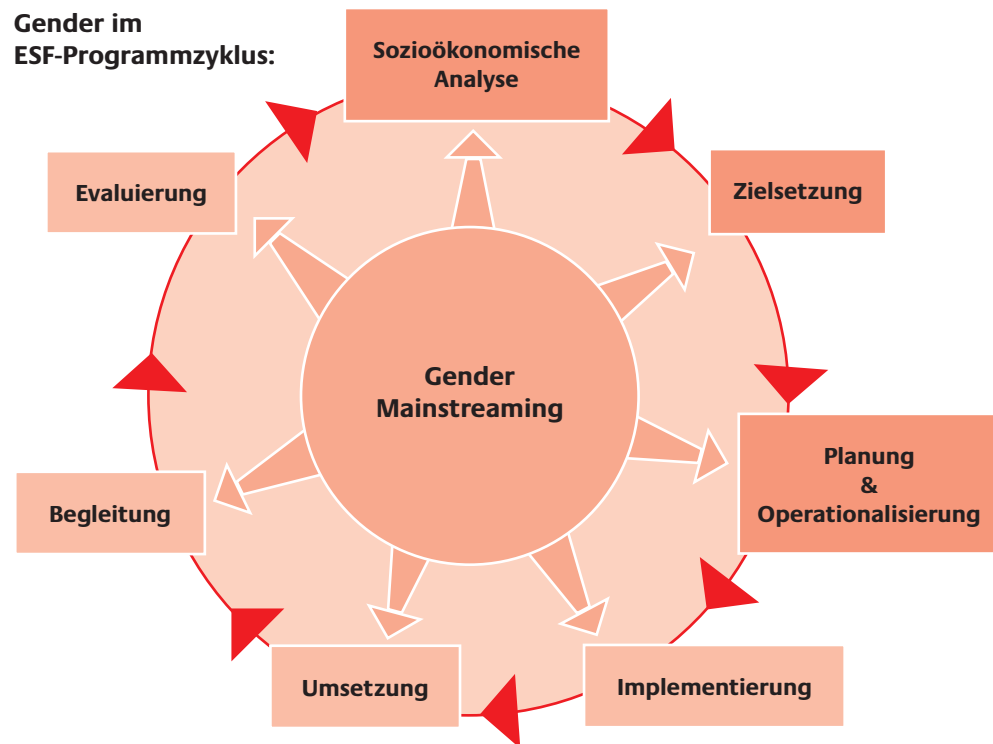 Gender im
ESF-Programmzyklus:
Sozioökonomische
Analyse
Zielsetzung
Planung
&
Operationalisierung
Implementierung
Umsetzung
Begleitung
Evaluierung
Gender
Mainstreaming